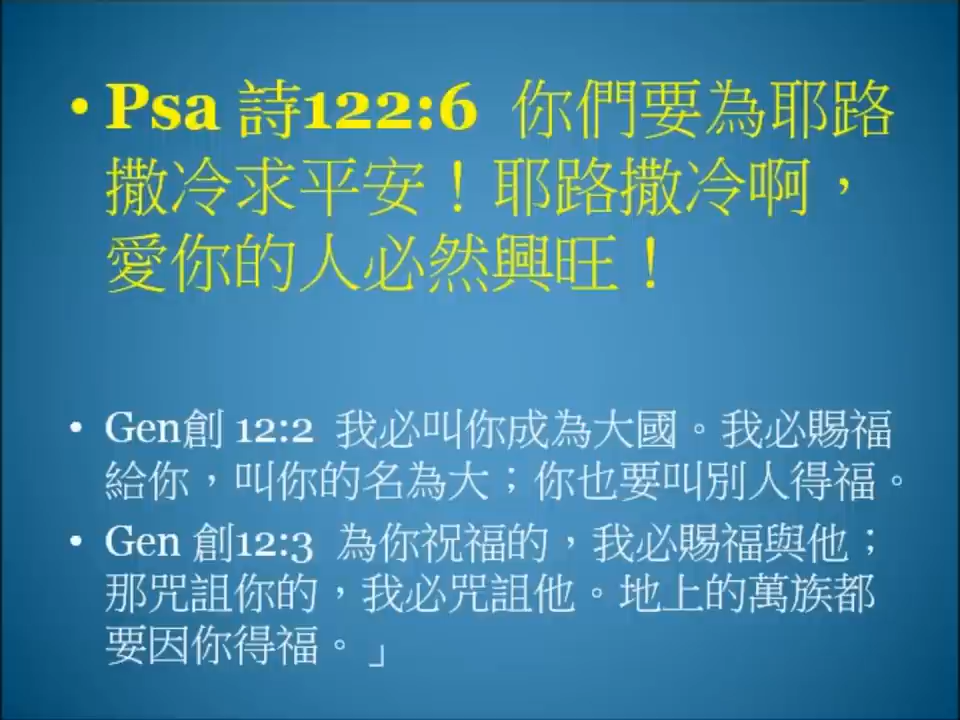 • Psa 詩122:6 你們要為耶路
撒冷求平安！耶路撒冷啊，
愛你的人必然興旺！
• Gen創 12:2 我必叫你成為大國。我必賜福
給你，叫你的名為大；你也要叫別人得福。
• Gen 創12:3 為你祝福的，我必賜福與他；
那咒詛你的，我必咒詛他。地上的萬族都
要因你得福。」